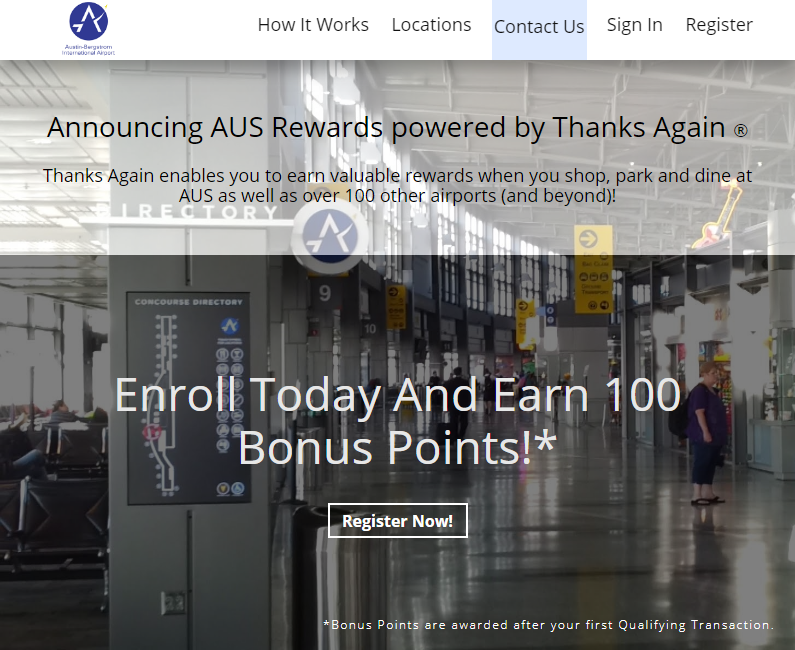 Austin-Bergstrom
International Airport
How It Works Locations Contact Us Sign In Register
Announcing AUS Rewards powered by Thanks Again ®
Thanks Again enables you to earn valuable rewards when you shop, park and dine at
AUS as well as over 100 other airports (and beyond)!
DIRECTORY
9
10
CONCOURSE DIRECTORY
Enroll Today And Earn 100
Bonus Points!*
Register Now!
*Bonus Points are awarded after your first Qualifying Transaction.